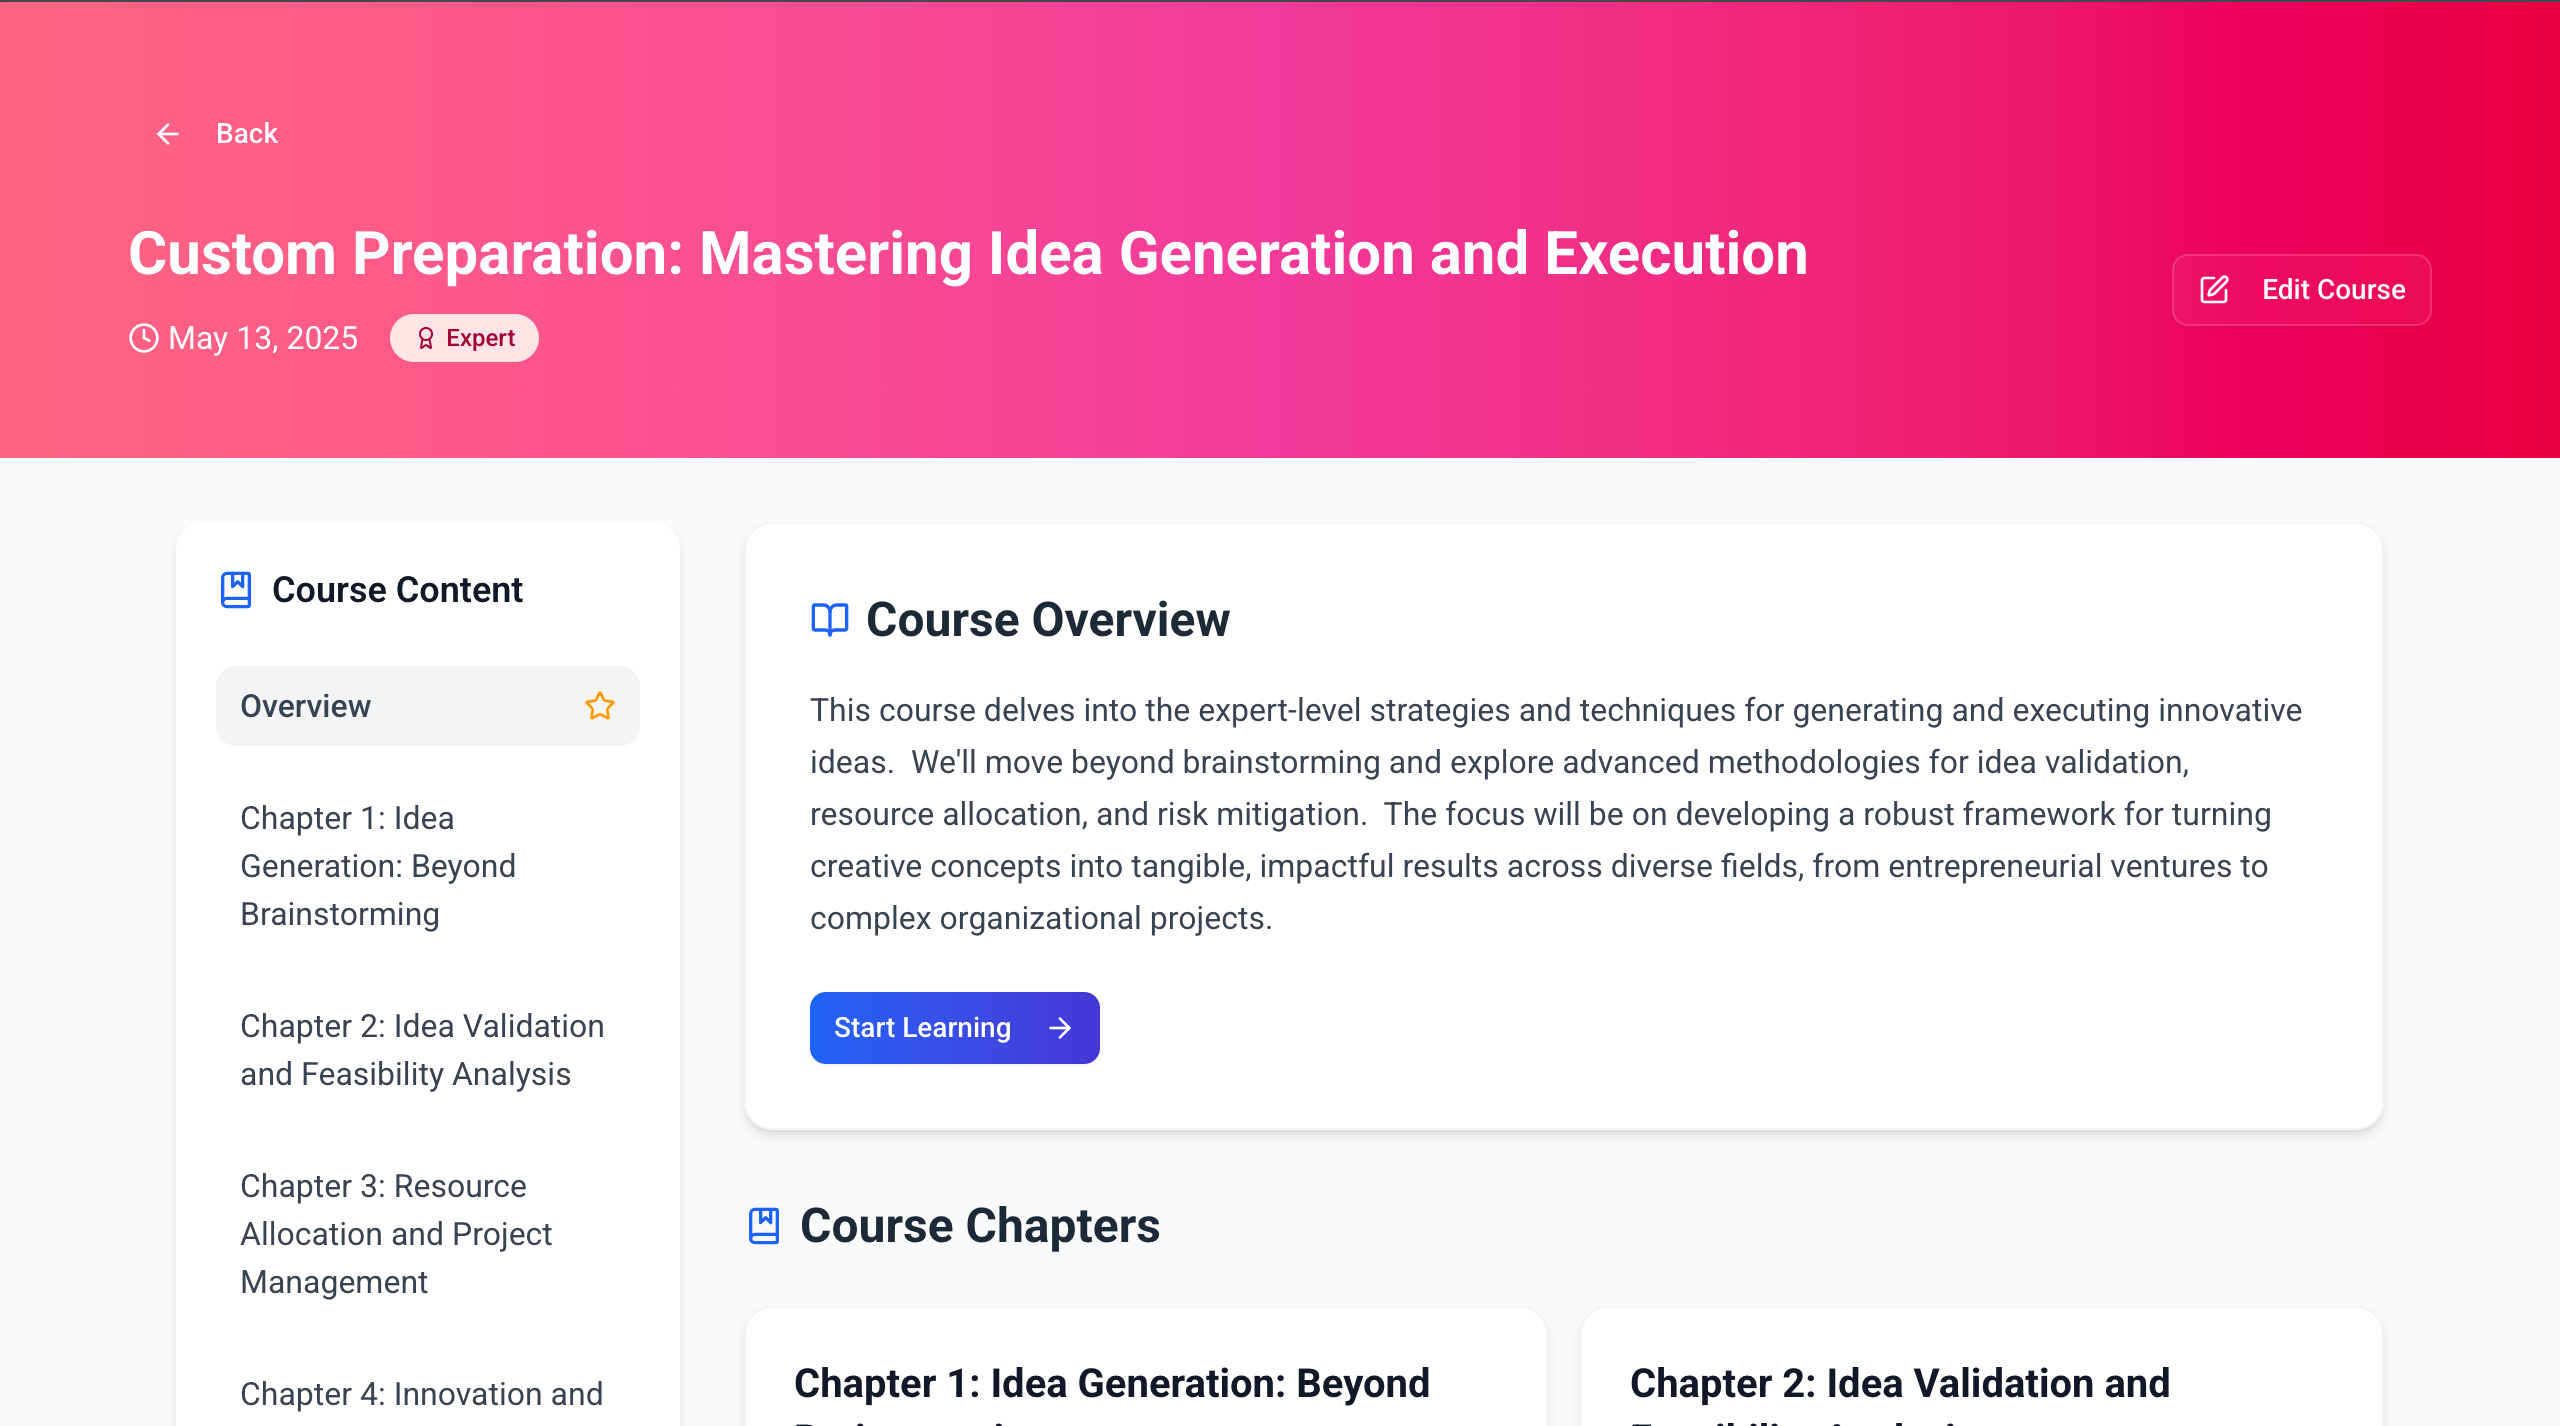 Back
Custom Preparation: Mastering Idea Generation and Execution
May 13, 2025
Expert
Edit Course
Course Content
Overview
Chapter 1: Idea
Generation: Beyond
Brainstorming
Chapter 2: Idea Validation
and Feasibility Analysis
Chapter 3: Resource
Allocation and Project
Management
Chapter 4: Innovation and
Course Overview
This course delves into the expert-level strategies and techniques for generating and executing innovative
ideas.  We'll move beyond brainstorming and explore advanced methodologies for idea validation,
resource allocation, and risk mitigation.  The focus will be on developing a robust framework for turning
creative concepts into tangible, impactful results across diverse fields, from entrepreneurial ventures to
complex organizational projects.
Start Learning
Course Chapters
Chapter 1: Idea Generation: Beyond
Chapter 2: Idea Validation and